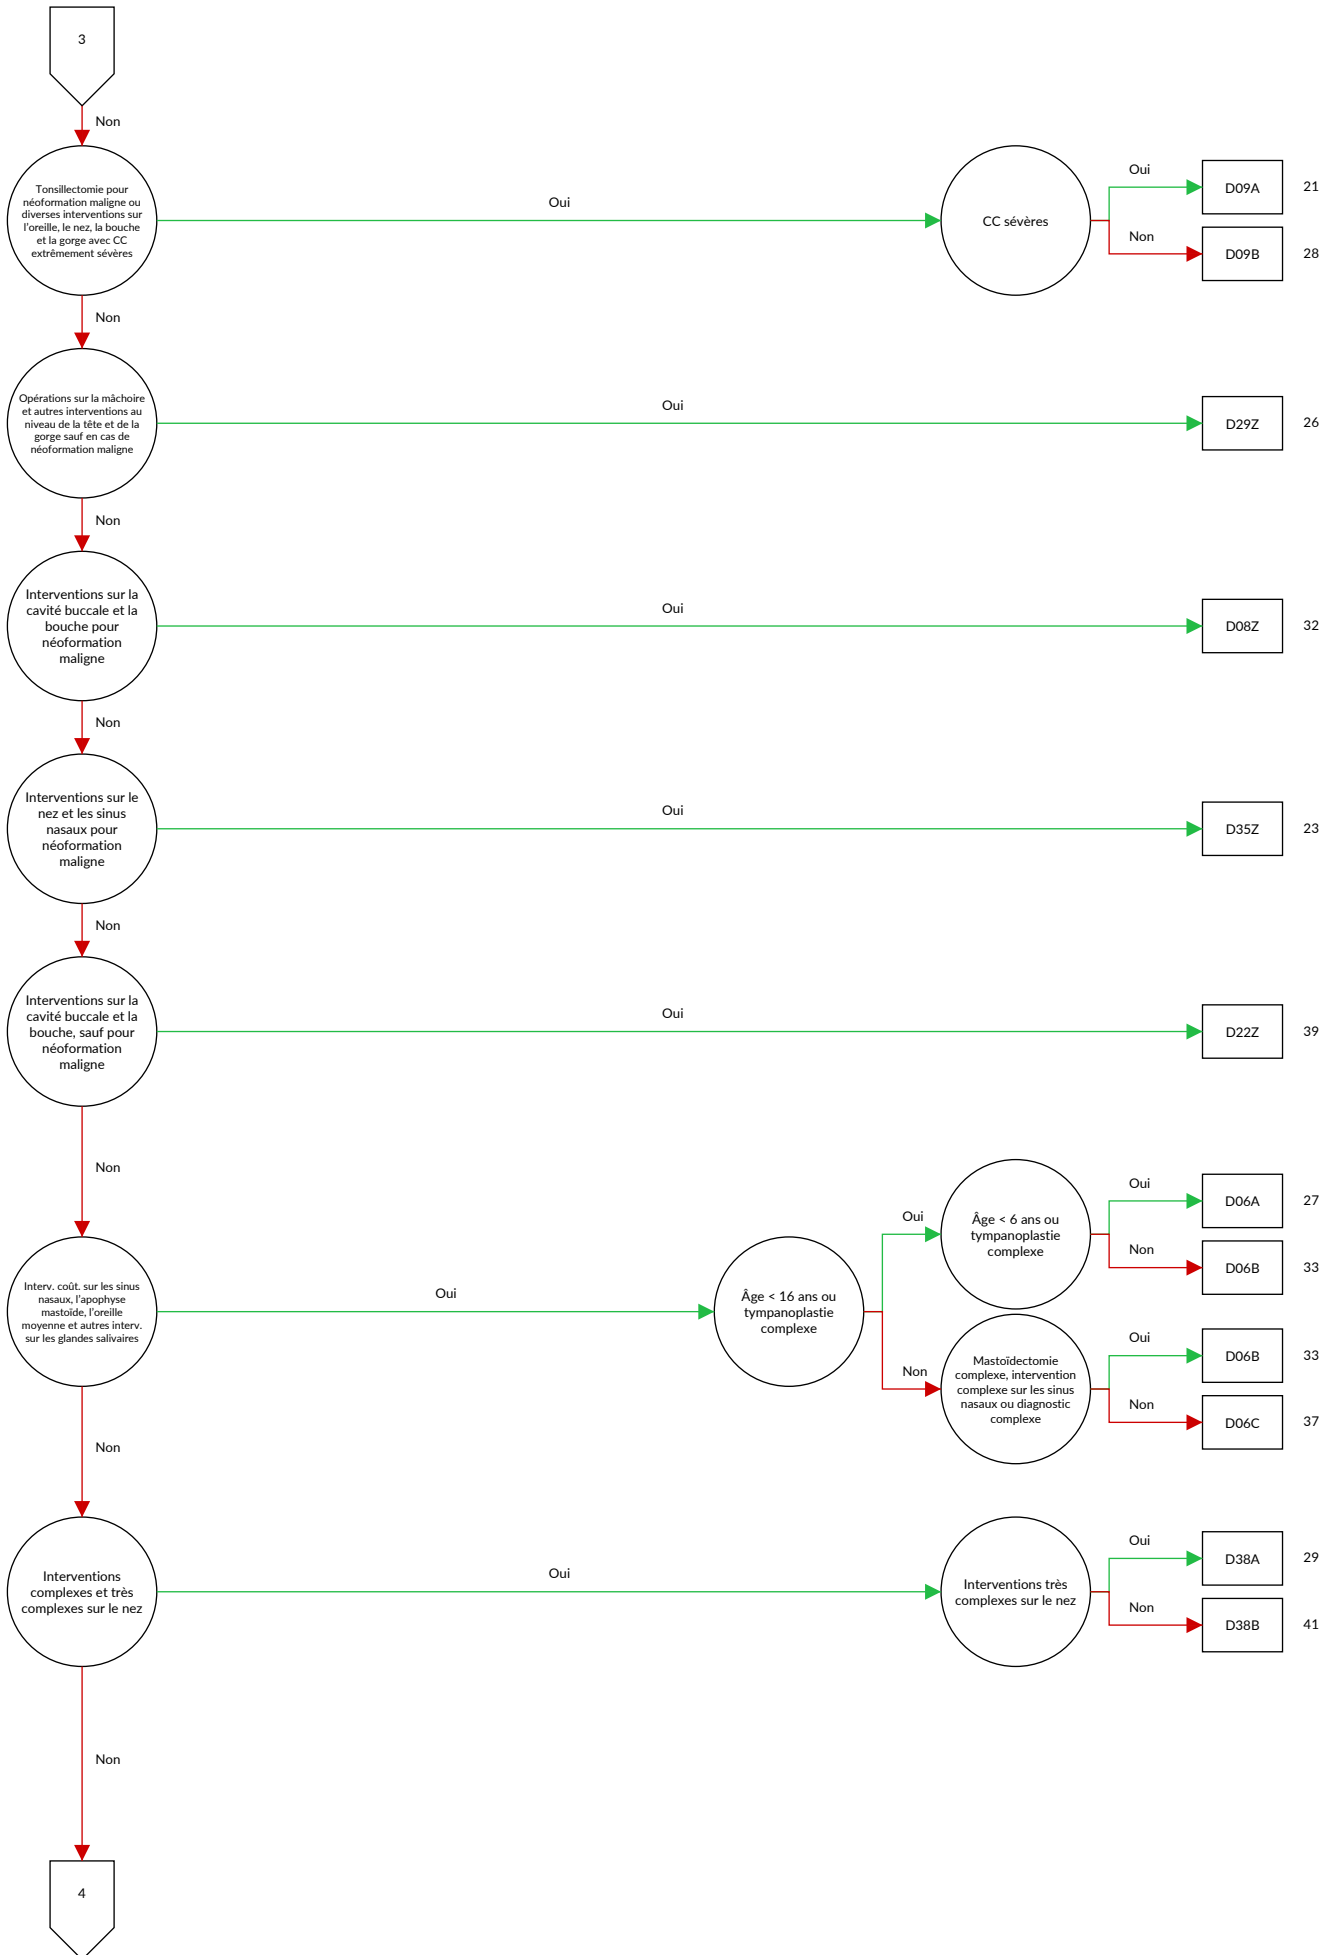 3
Non
Tonsillectomie pour
néoformation maligne ou
diverses interventions sur
l'oreille, le nez, la bouche
et la gorge avec CC
extrêmement sévères
Oui
CC sévères
Oui
D09A
21
Non
D09B
28
Non
Opérations sur la mâchoire
et autres interventions au
niveau de la tête et de la
gorge sauf en cas de
néoformation maligne
Oui
D29Z
26
Non
Interventions sur la
cavité buccale et la
bouche pour
néoformation
maligne
Oui
D08Z
32
Non
Interventions sur le
nez et les sinus
nasaux pour
néoformation
maligne
Oui
D35Z
23
Non
Interventions sur la
cavité buccale et la
bouche, sauf pour
néoformation
maligne
Oui
D22Z
39
Non
Interv. coût. sur les sinus
nasaux, l'apophyse
mastoïde, l'oreille
moyenne et autres interv.
sur les glandes salivaires
Oui
Âge < 16 ans ou
tympanoplastie
complexe
Oui
Âge < 6 ans ou
tympanoplastie
complexe
Oui
D06A
27
Non
D06B
33
Non
Mastoïdectomie
complexe, intervention
complexe sur les sinus
nasaux ou diagnostic
complexe
Oui
D06B
33
Non
D06C
37
Non
Interventions
complexes et très
complexes sur le nez
Oui
Interventions très
complexes sur le nez
Oui
D38A
29
Non
D38B
41
Non
4